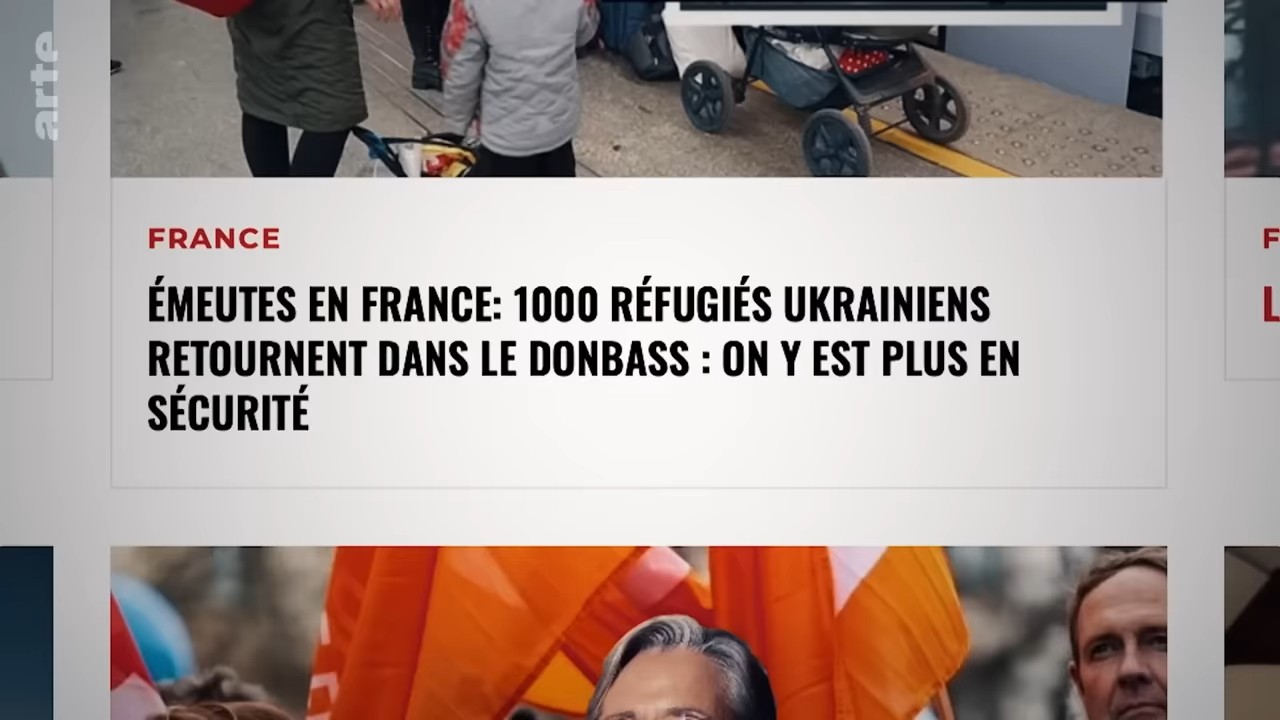 arte
FRANCE
ÉMEUTES EN FRANCE: 1000 RÉFUGIÉS UKRAINIENS
RETOURNENT DANS LE DONBASS : ON Y EST PLUS EN
SÉCURITÉ
F
L